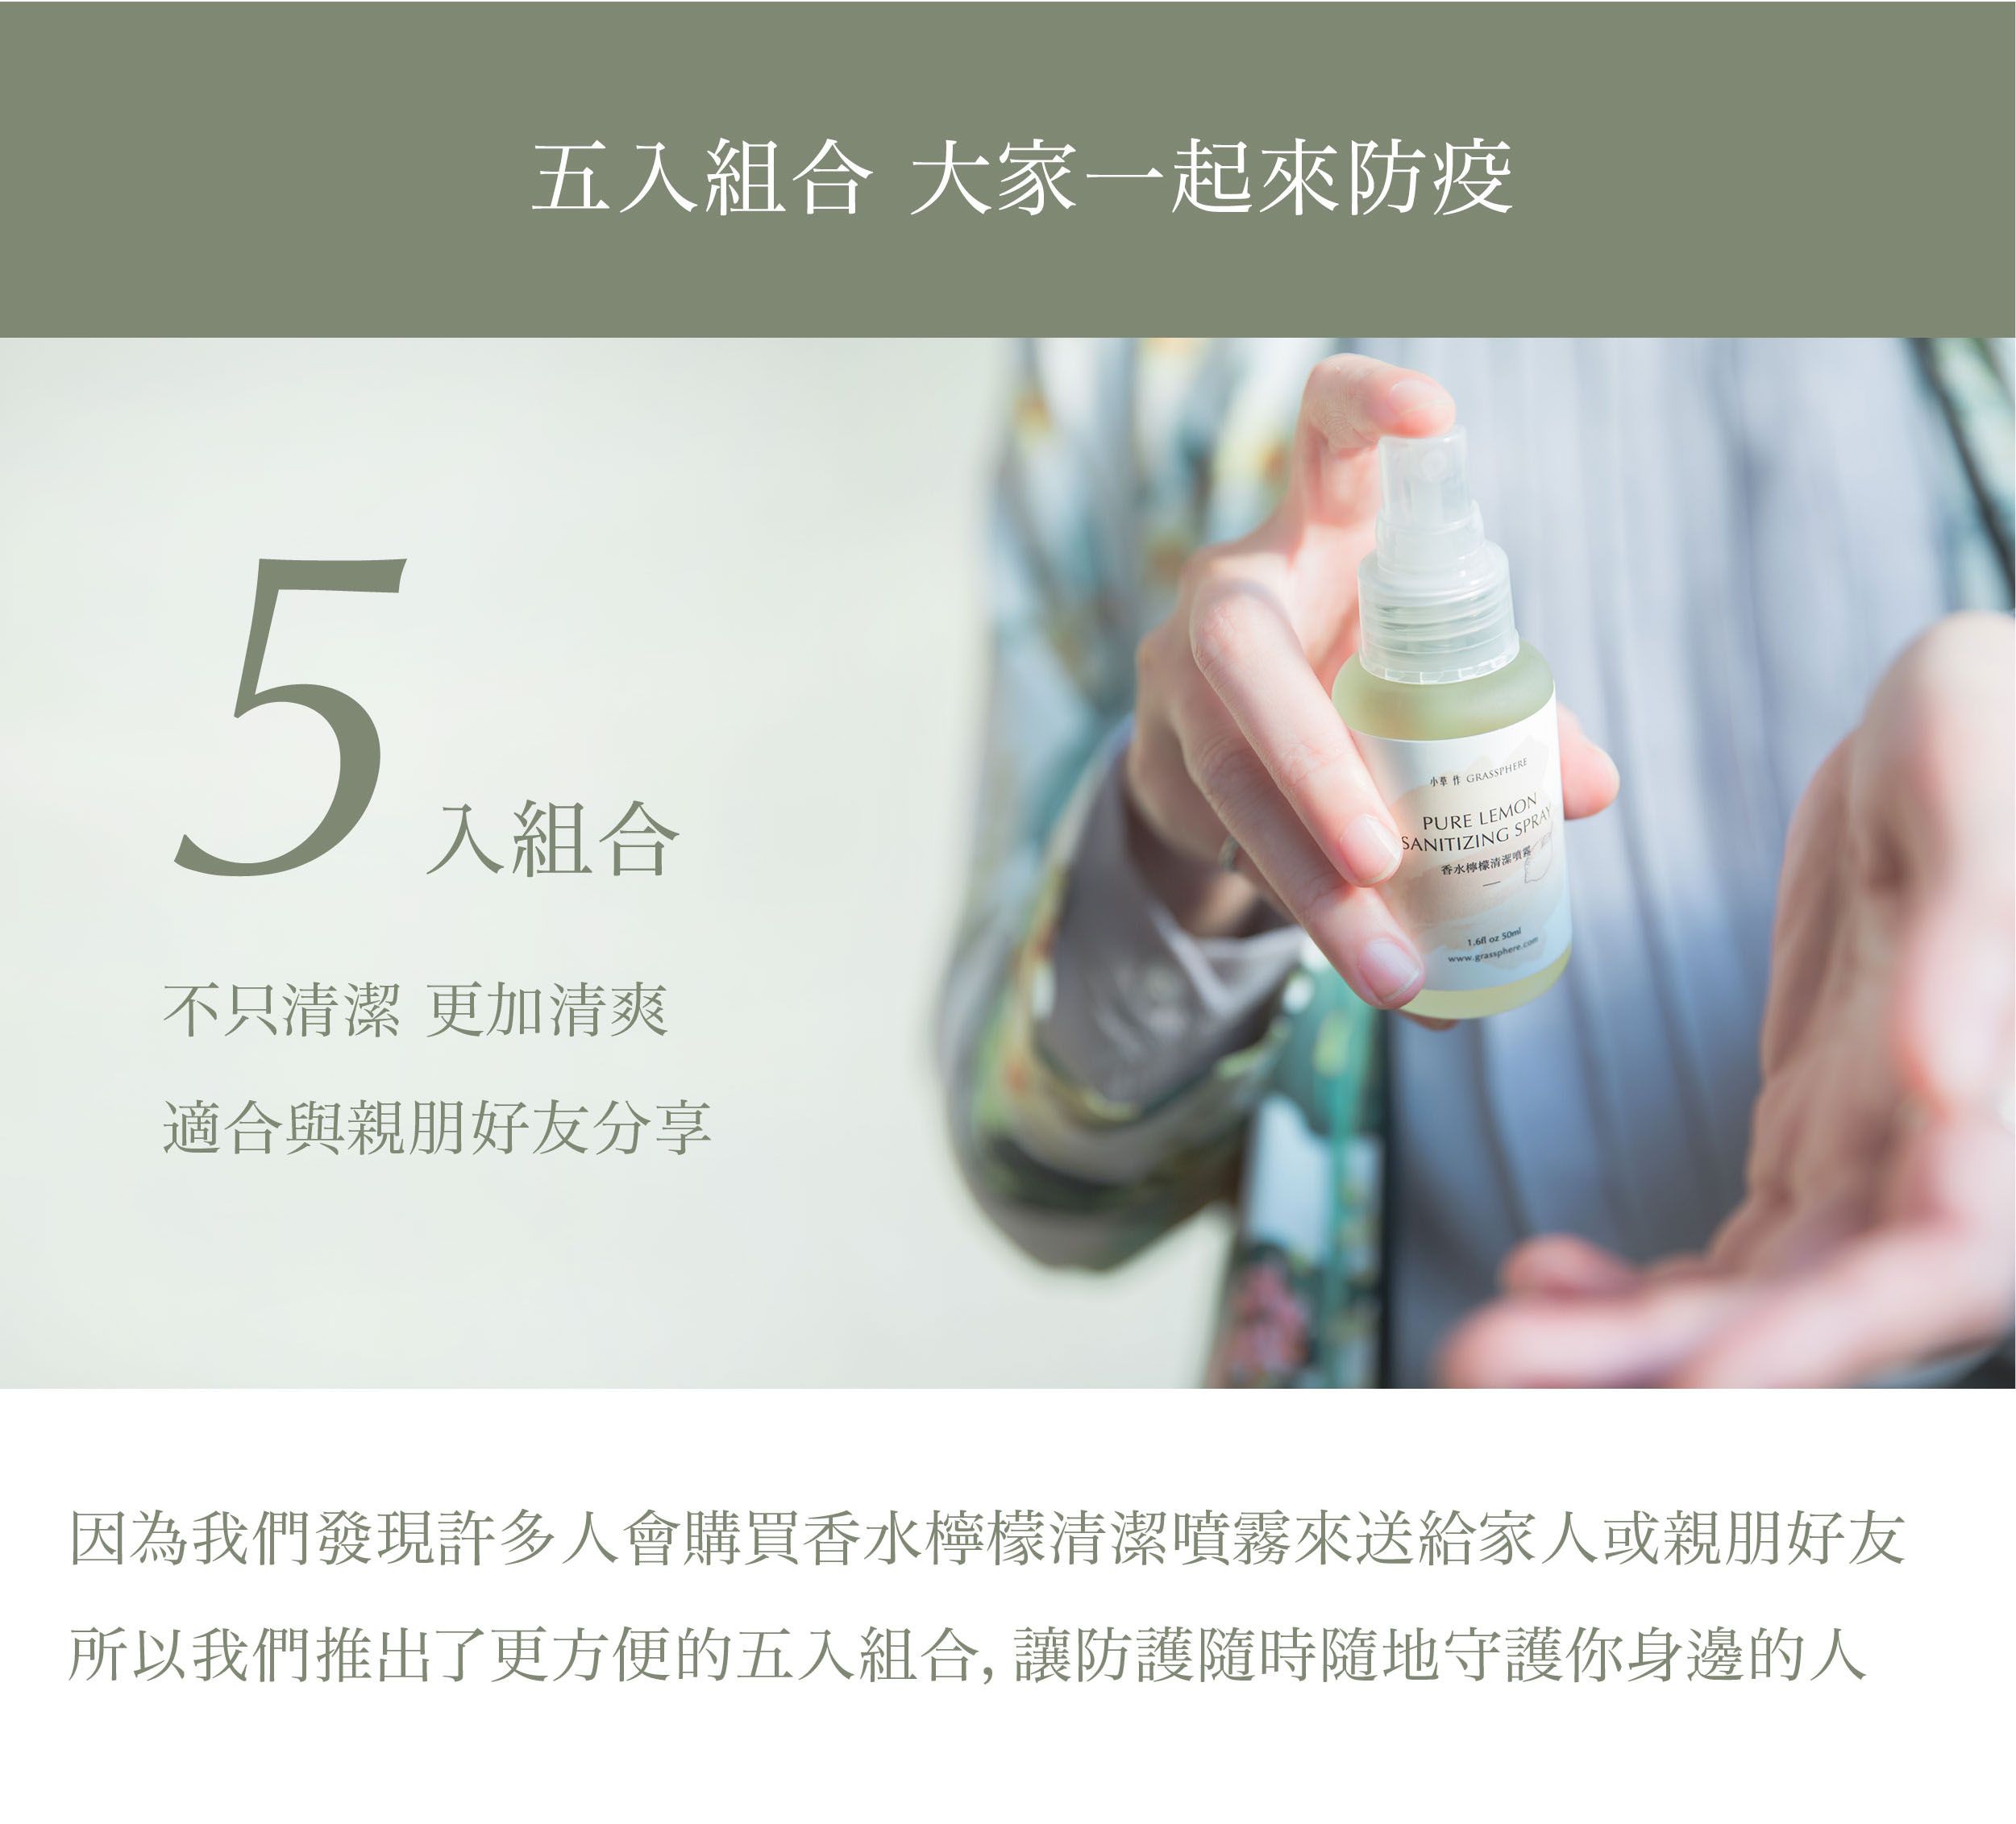 五入組合 大家一起來防疫
5入組合
不只清潔 更加清爽
適合與親朋好友分享
小草作 GRASSPHERE
PURE LEMON
SANITIZING SPRAY
香水檸檬清潔噴霧
1.6fl oz 50ml
www.grassphere.com
因為我們發現許多人會購買香水檸檬清潔噴霧來送給家人或親朋好友
所以我們推出了更方便的五入組合, 讓防護隨時隨地守護你身邊的人